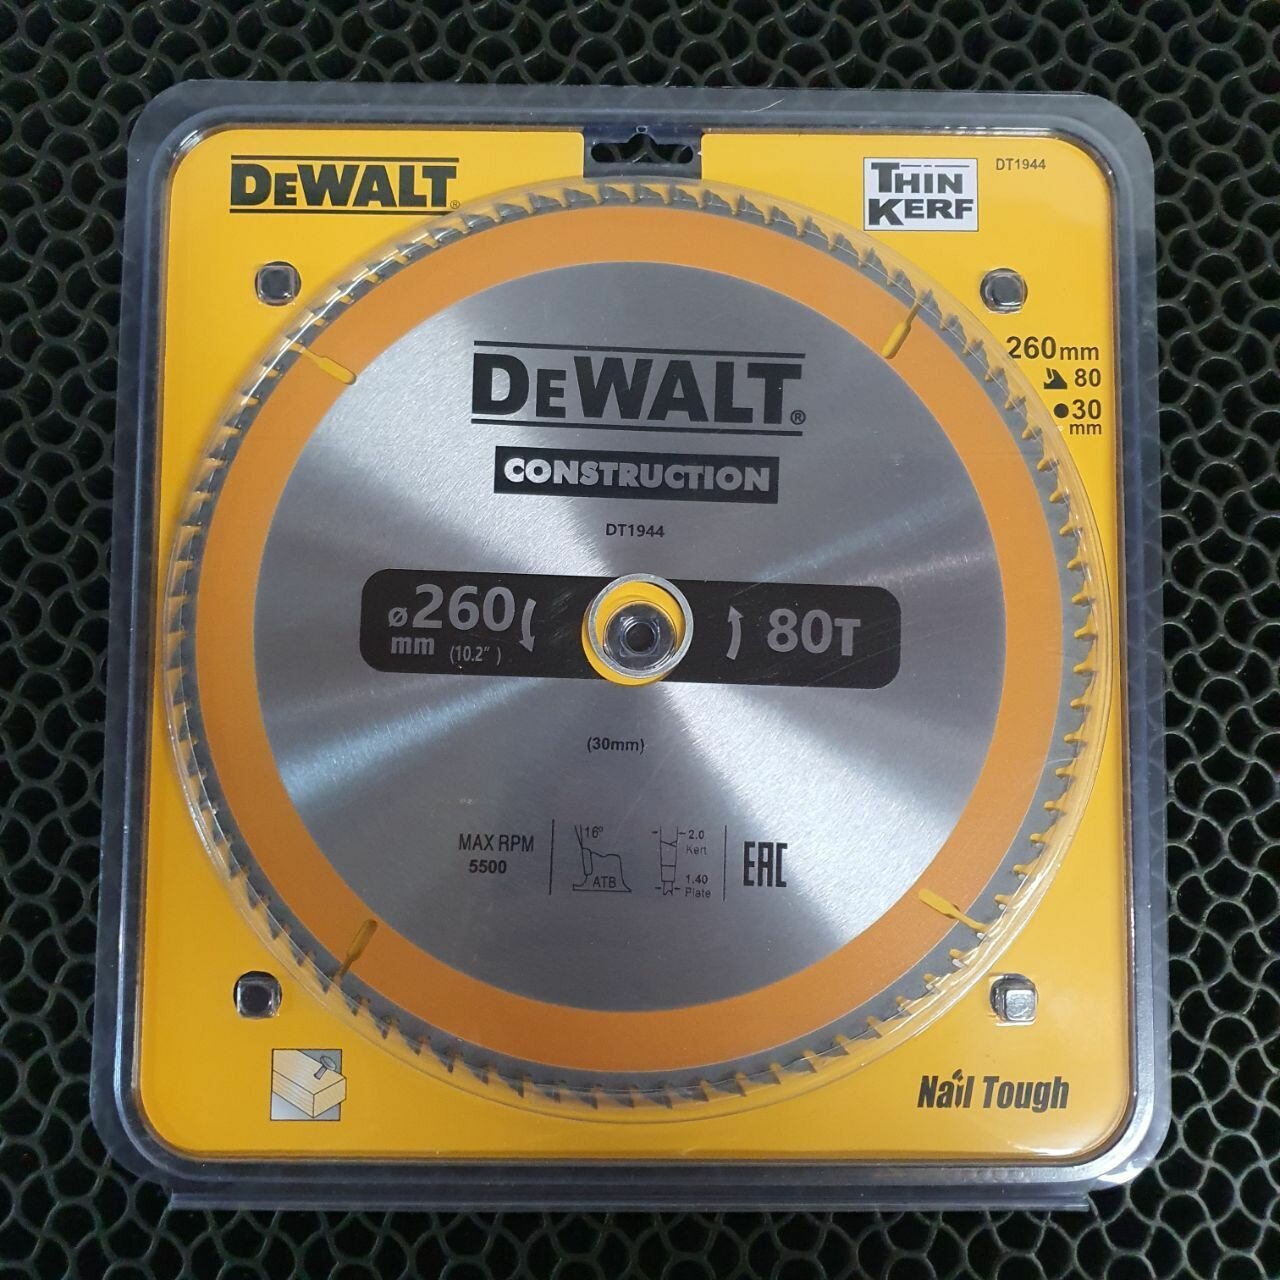 DEWALT®
THIN
KERF
DT1944
260mm
80
30
mm
DEWALT®
CONSTRUCTION
DT1944
ø260
mm (10.2")
80T
(30mm)
MAX RPM
5500
16°
ATB
2.0
Kert
1.40
Plate
EAC
Nail Tough